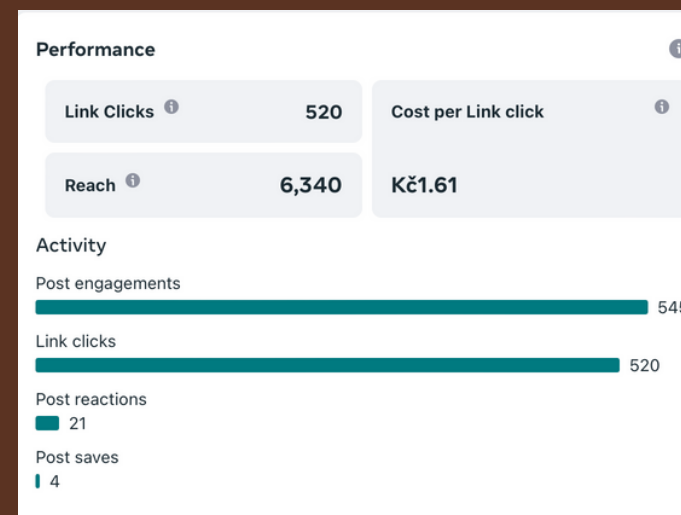 Performance
Link Clicks 520
Cost per Link click
Reach 6,340
Kč1.61
Activity
Post engagements
545
Link clicks
520
Post reactions
21
Post saves
4